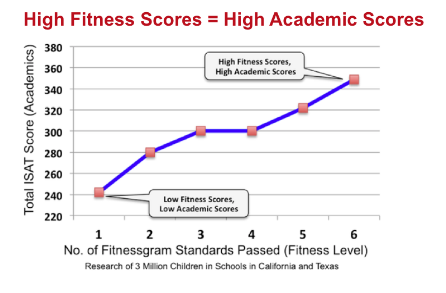 High Fitness Scores = High Academic Scores
380
360
340
320
300
280
260
240
220
Total ISAT Score (Academics)
High Fitness Scores,
High Academic Scores
Low Fitness Scores,
Low Academic Scores
1 2 3 4 5 6
No. of Fitnessgram Standards Passed (Fitness Level)
Research of 3 Million Children in Schools in California and Texas